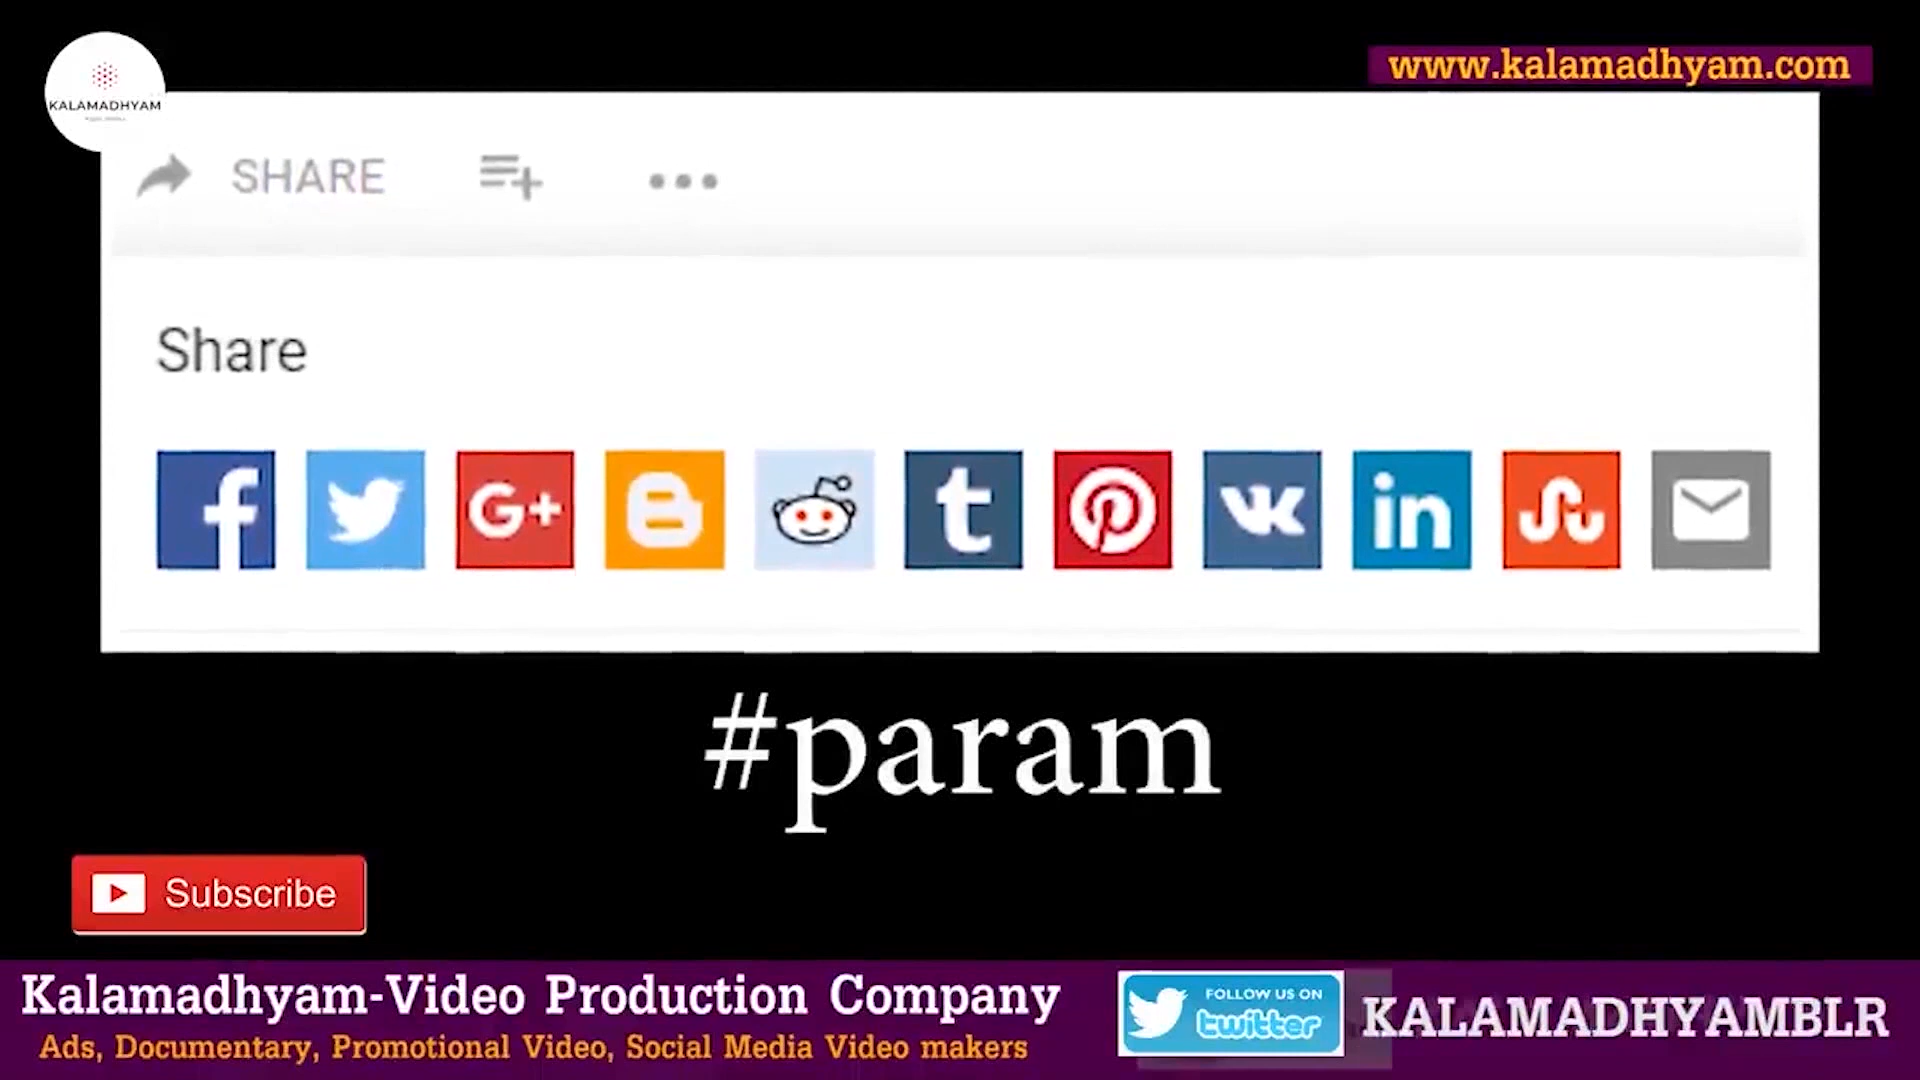 KALAMADHYAM
www.kalamadhyam.com
SHARE
Share
#param
Subscribe
Kalamadhyam-Video Production Company
Ads, Documentary, Promotional Video, Social Media Video makers
FOLLOW US ON
twitter
KALAMADHYAMBLR